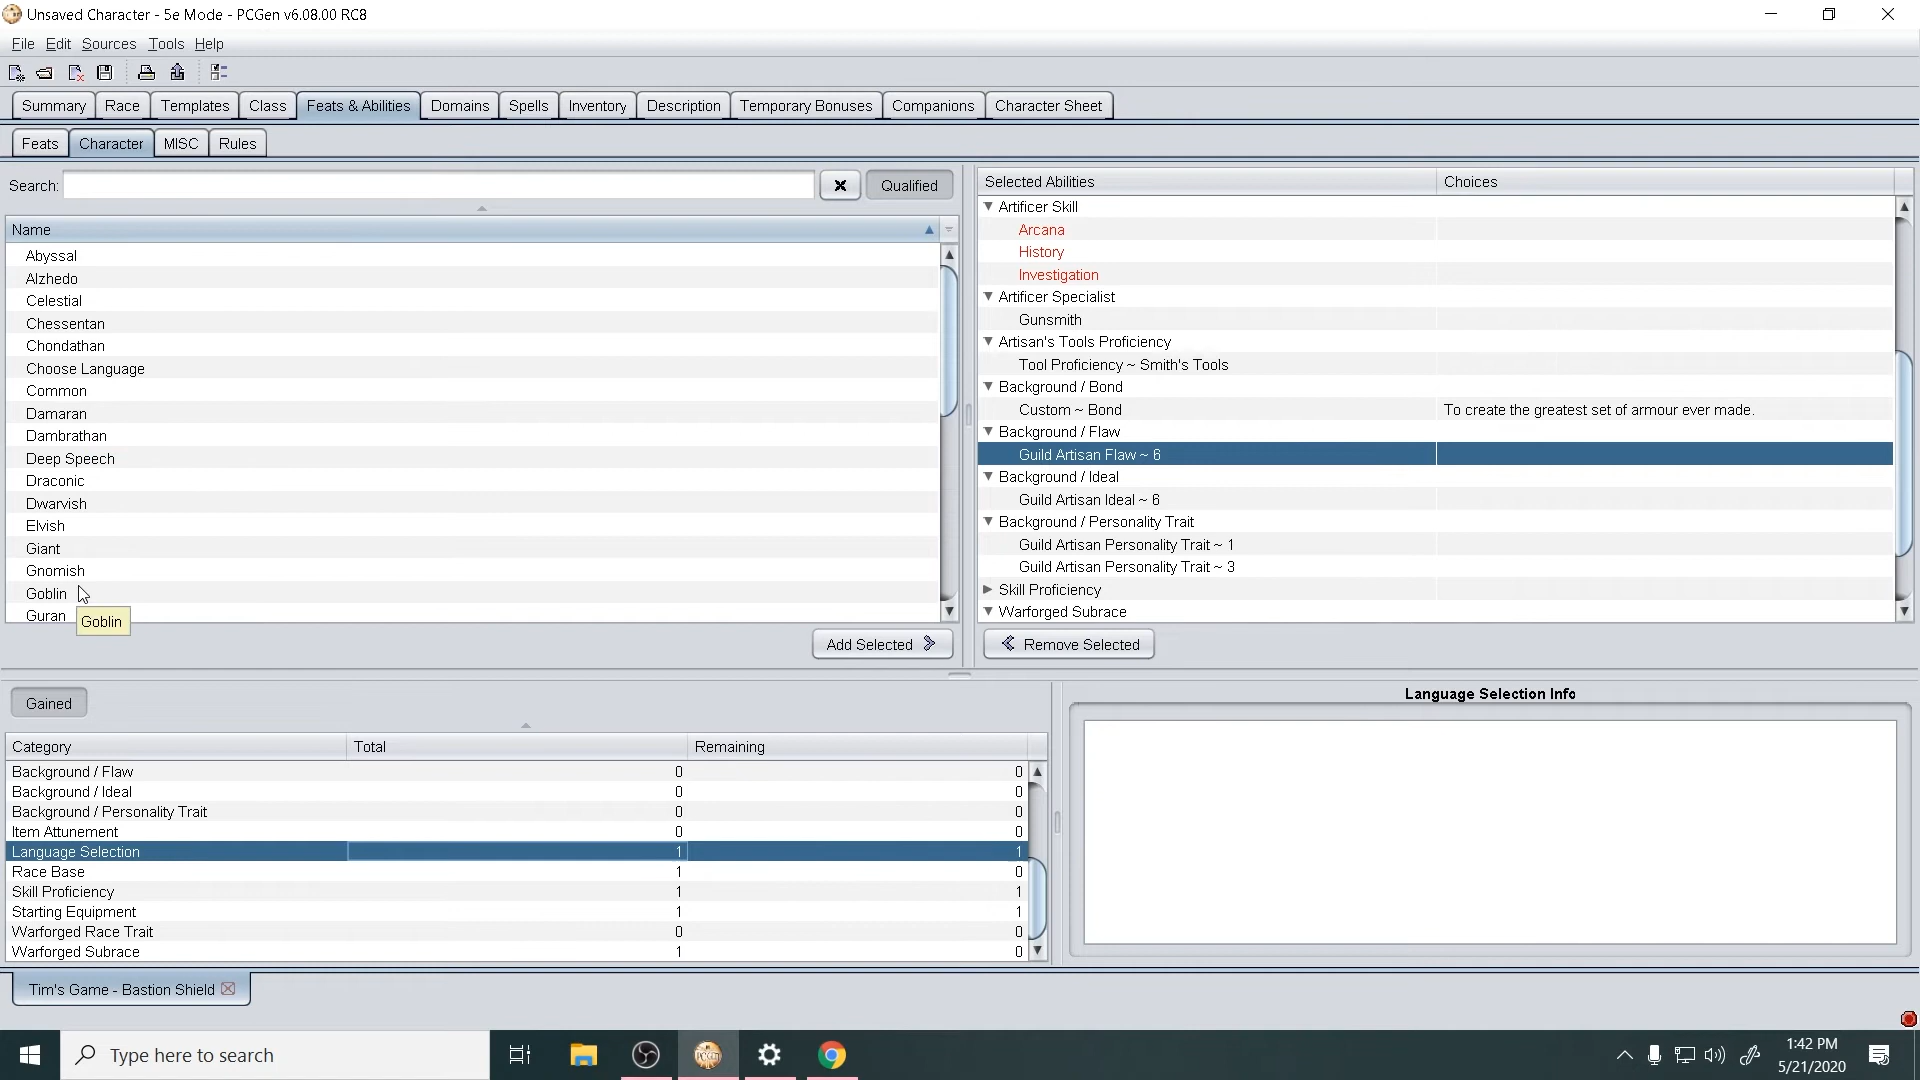 Unsaved Character - 5e Mode - PCGen v6.08.00 RC8
File Edit Sources Tools Help
Summary Race Templates Class Feats & Abilities Domains Spells Inventory Description Temporary Bonuses Companions Character Sheet
Feats Character MISC Rules
Search: Qualified
Selected Abilities Choices
Name
Abyssal
Alzhedo
Celestial
Chessentan
Chondathan
Choose Language
Common
Damaran
Dambrathan
Deep Speech
Draconic
Dwarvish
Elvish
Giant
Gnomish
Goblin
Guran
Goblin
Add Selected
Artificer Skill
Arcana
History
Investigation
Artificer Specialist
Gunsmith
Artisan's Tools Proficiency
Tool Proficiency ~ Smith's Tools
Background / Bond
Custom ~ Bond To create the greatest set of armour ever made.
Background / Flaw
Guild Artisan Flaw ~ 6
Background / Ideal
Guild Artisan Ideal ~ 6
Background / Personality Trait
Guild Artisan Personality Trait ~ 1
Guild Artisan Personality Trait ~ 3
Skill Proficiency
Warforged Subrace
Remove Selected
Gained
Category Total Remaining
Background / Flaw 0 0
Background / Ideal 0 0
Background / Personality Trait 0 0
Item Attunement 0 0
Language Selection 1 1
Race Base 1 0
Skill Proficiency 1 1
Starting Equipment 1 1
Warforged Race Trait 0 0
Warforged Subrace 1 0
Language Selection Info
Tim's Game - Bastion Shield
Type here to search
1:42 PM
5/21/2020